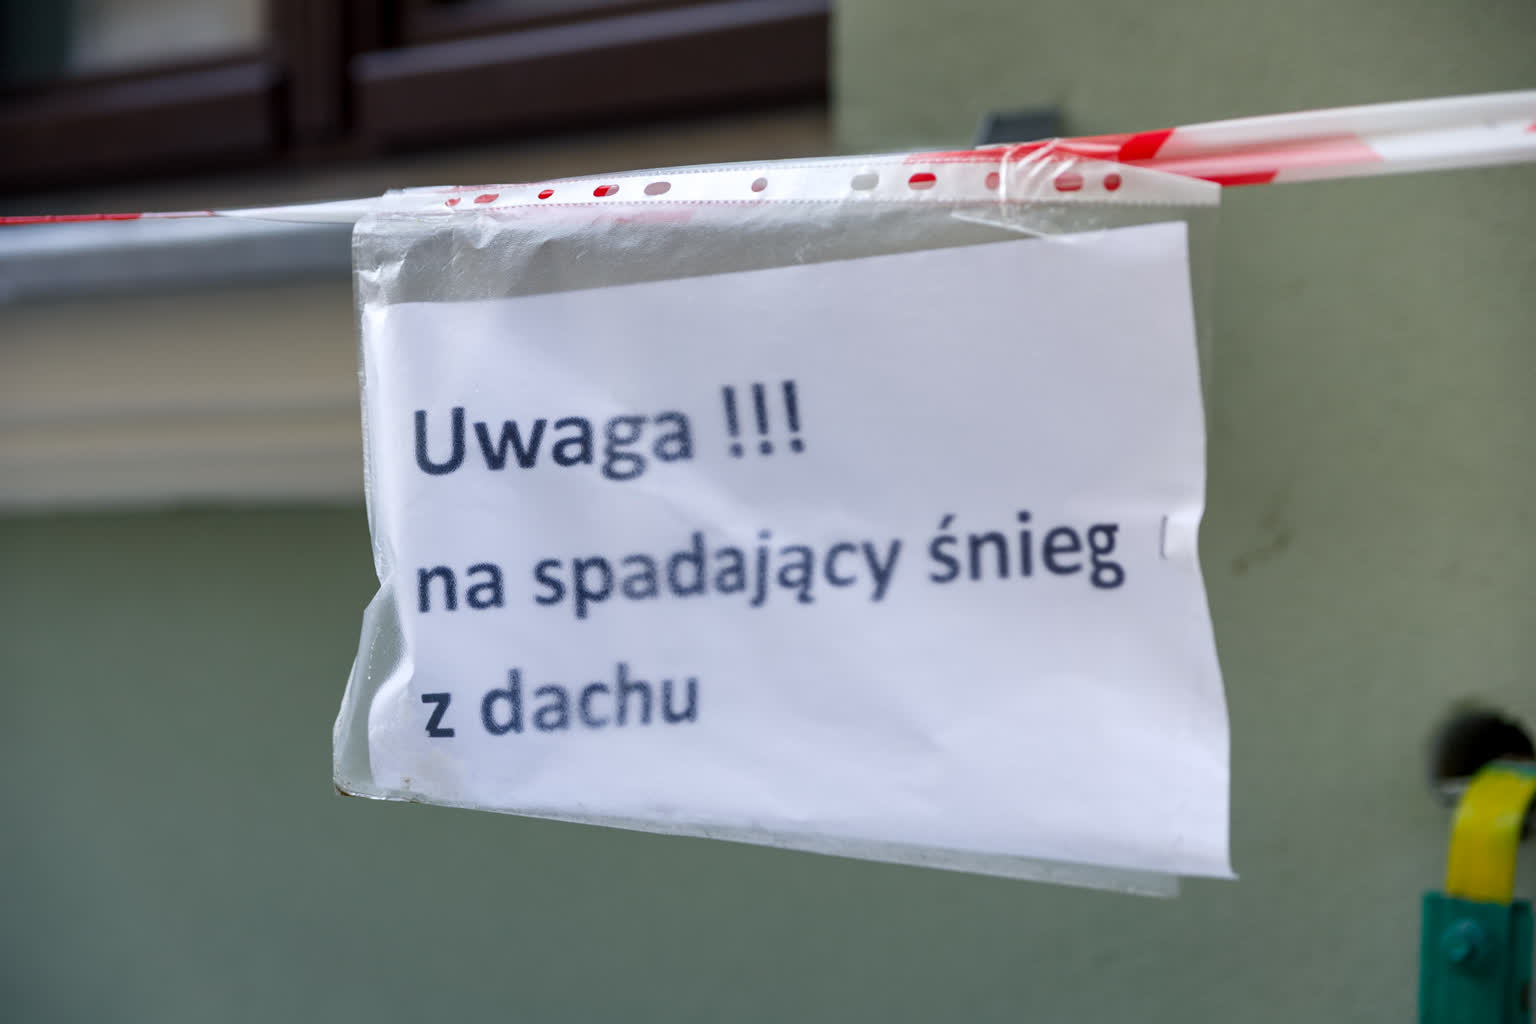 Uwaga !!!
na spadający śnieg
z dachu